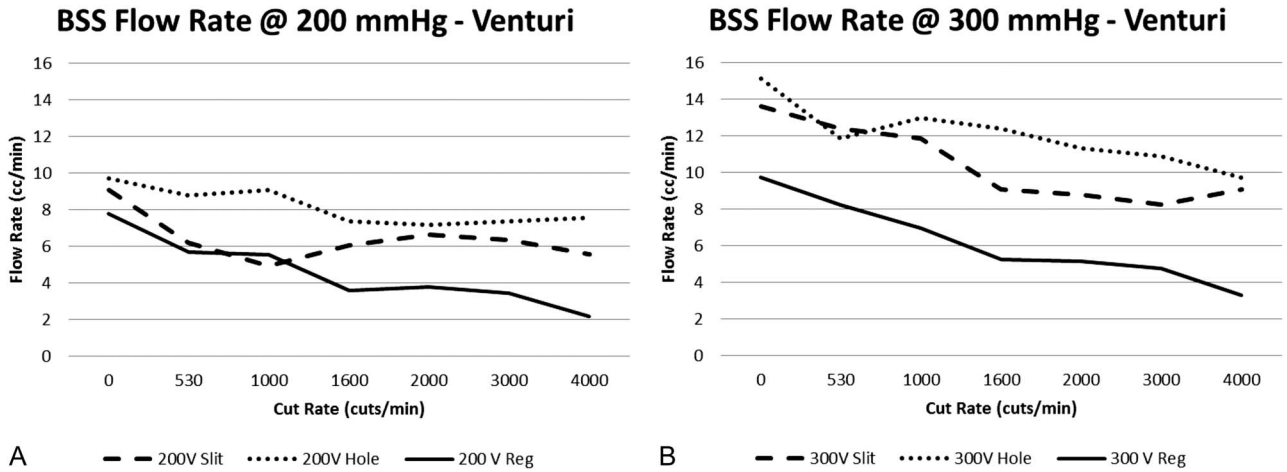 BSS Flow Rate @ 200 mmHg - Venturi
Flow Rate (cc/min)
16
14
12
10
8
6
4
2
0
0 530 1000 1600 2000 3000 4000
Cut Rate (cuts/min)
A
200V Slit 200V Hole 200 V Reg
BSS Flow Rate @ 300 mmHg - Venturi
Flow Rate (cc/min)
16
14
12
10
8
6
4
2
0
0 530 1000 1600 2000 3000 4000
Cut Rate (cuts/min)
B
300V Slit 300V Hole 300 V Reg